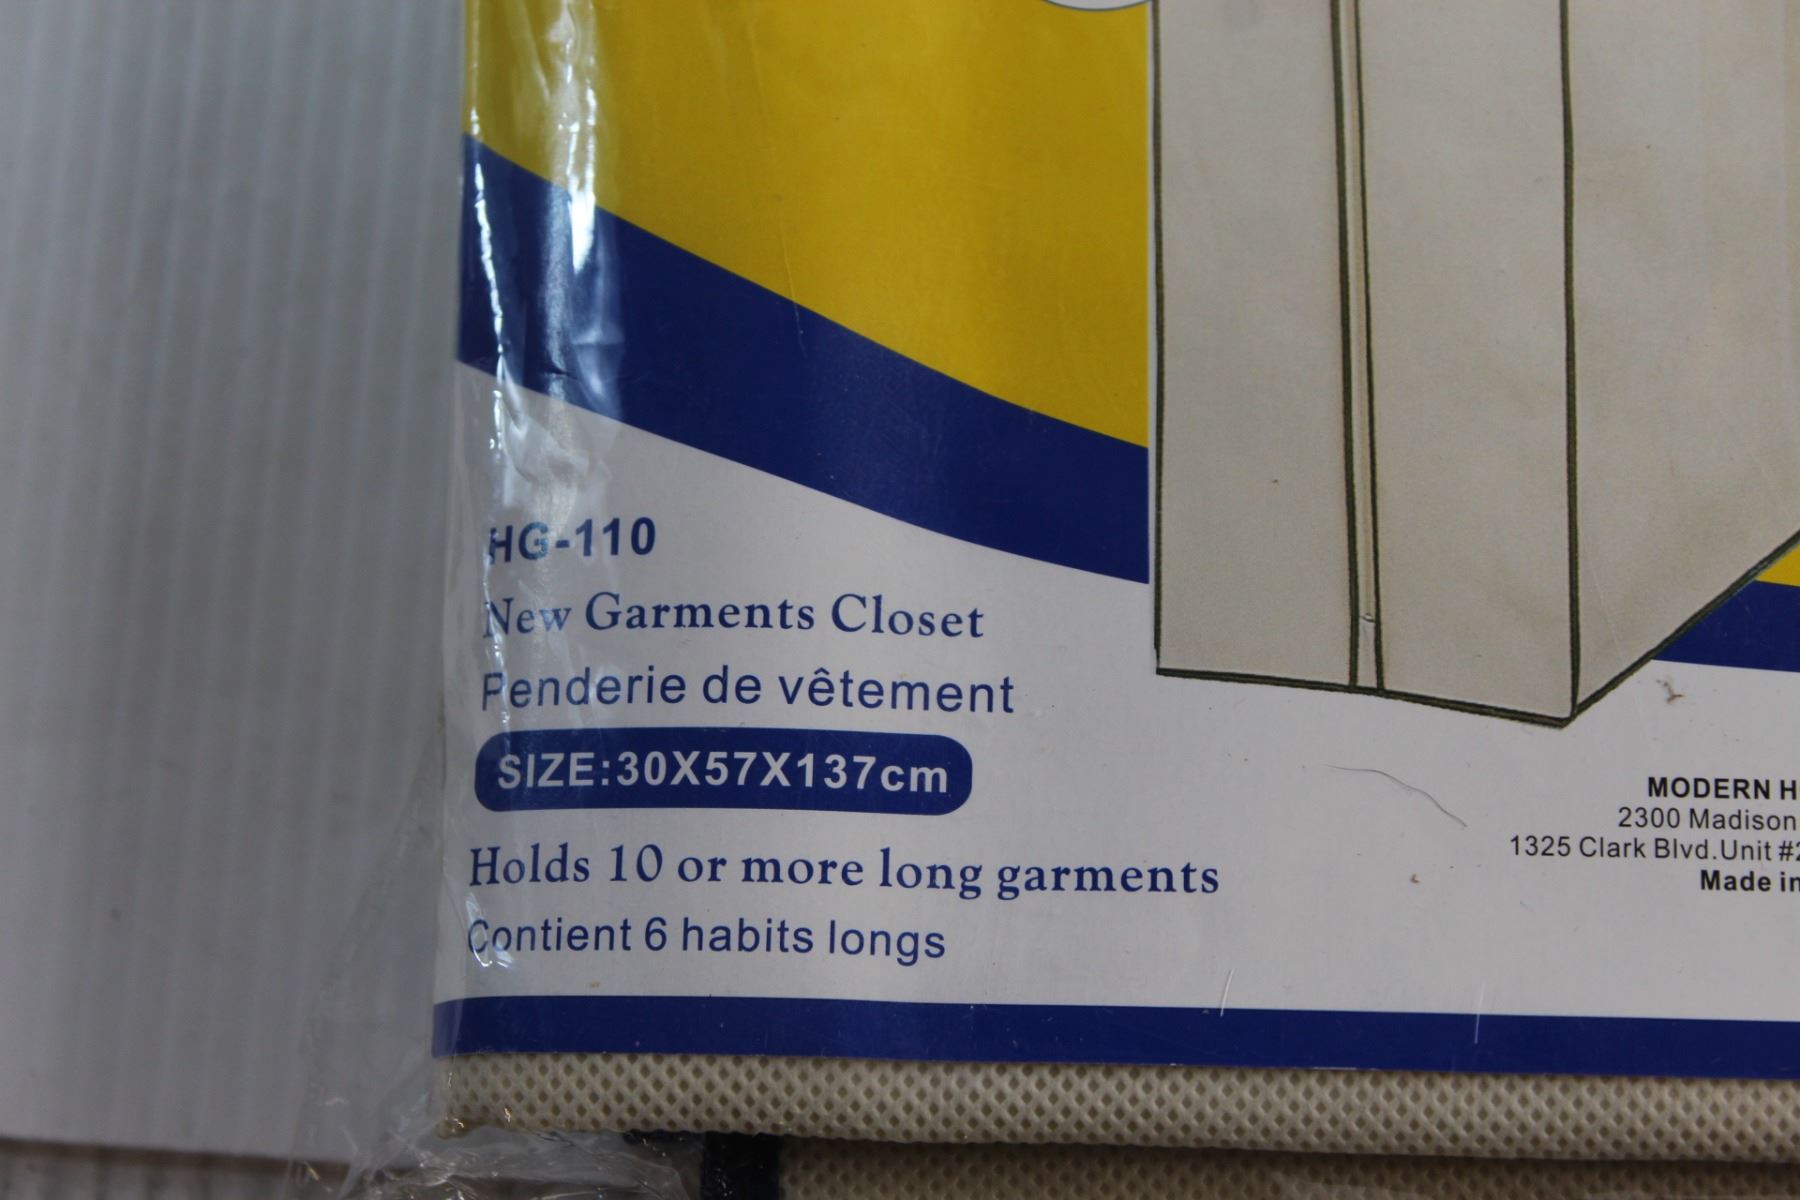 HG-110
New Garments Closet
Penderie de vêtement
SIZE:30X57X137cm
Holds 10 or more long garments
Contient 6 habits longs
MODERN
2300 Madison
1325 Clark Blvd.Unit
Made in